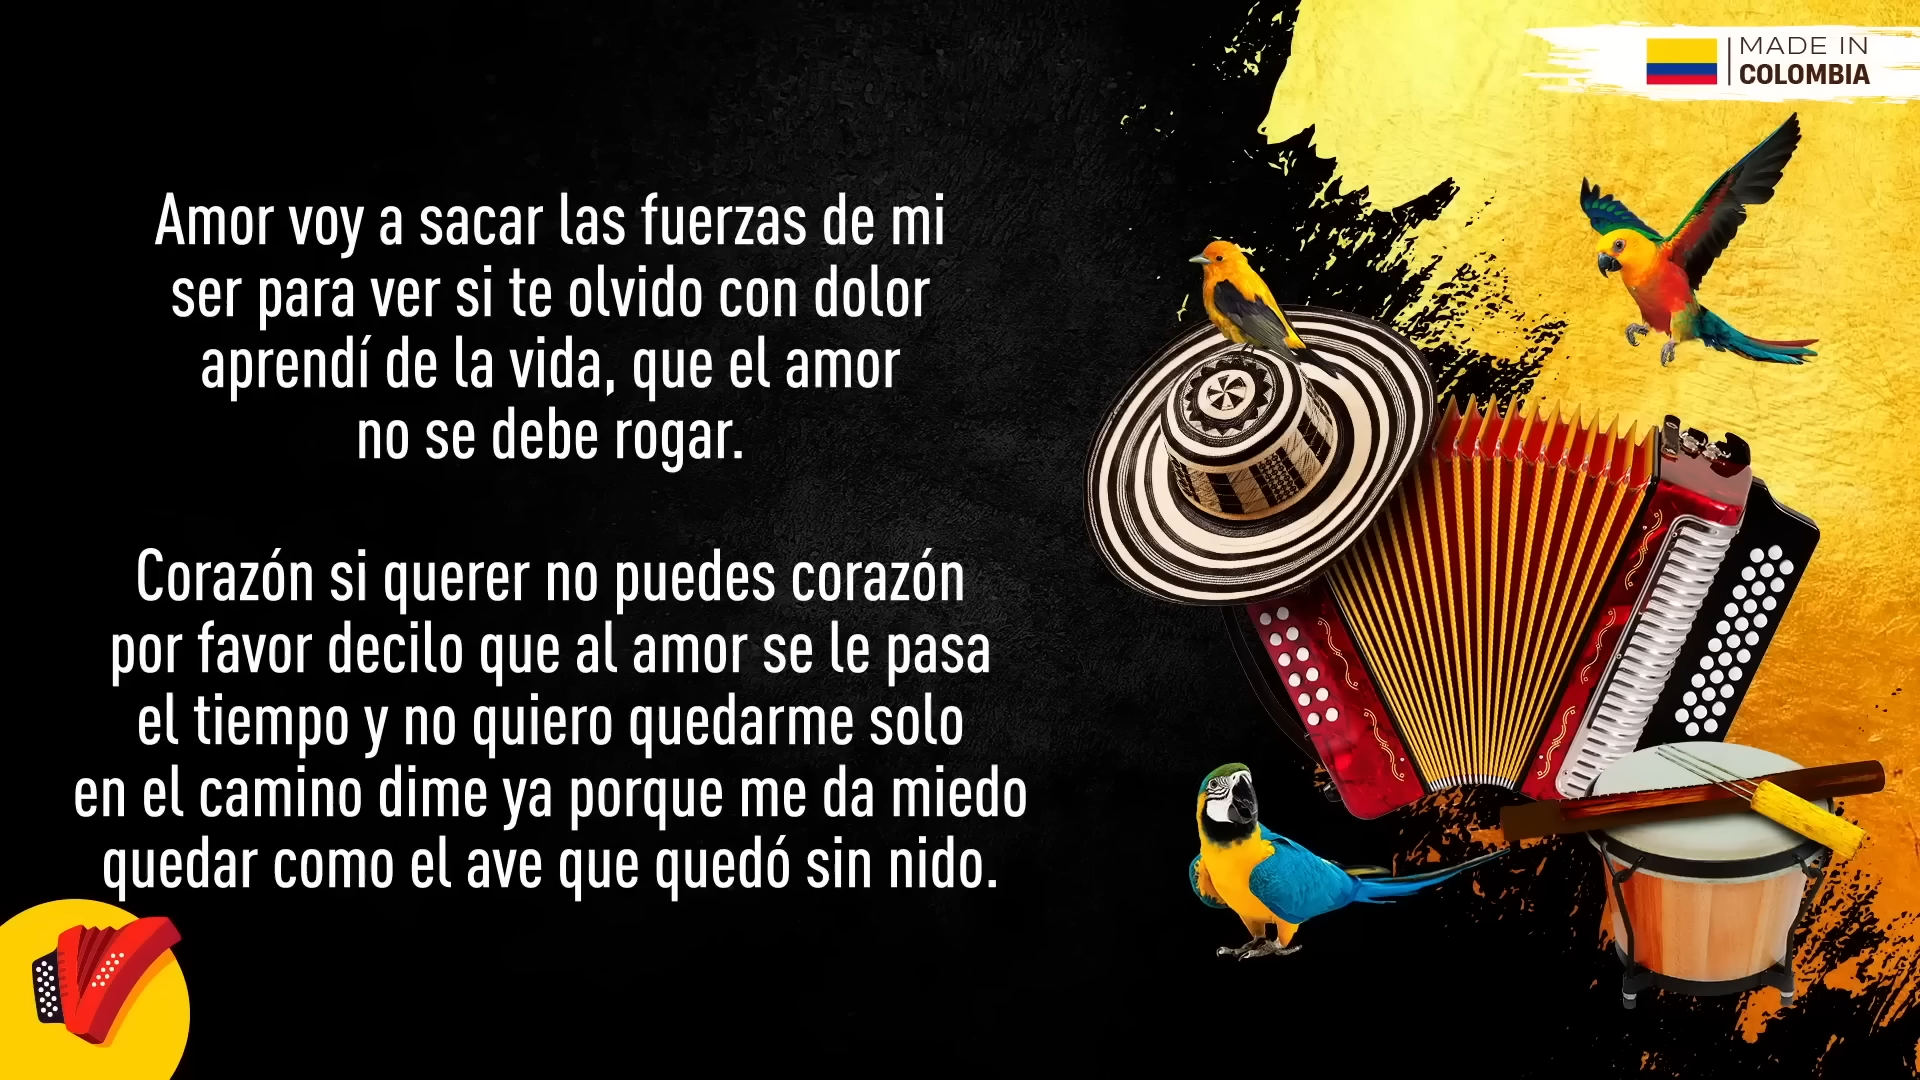 MADE IN
COLOMBIA
Amor voy a sacar las fuerzas de mi
ser para ver si te olvido con dolor
aprendí de la vida, que el amor
no se debe rogar.
Corazón si querer no puedes corazón
por favor decilo que al amor se le pasa
el tiempo y no quiero quedarme solo
en el camino dime ya porque me da miedo
quedar como el ave que quedó sin nido.